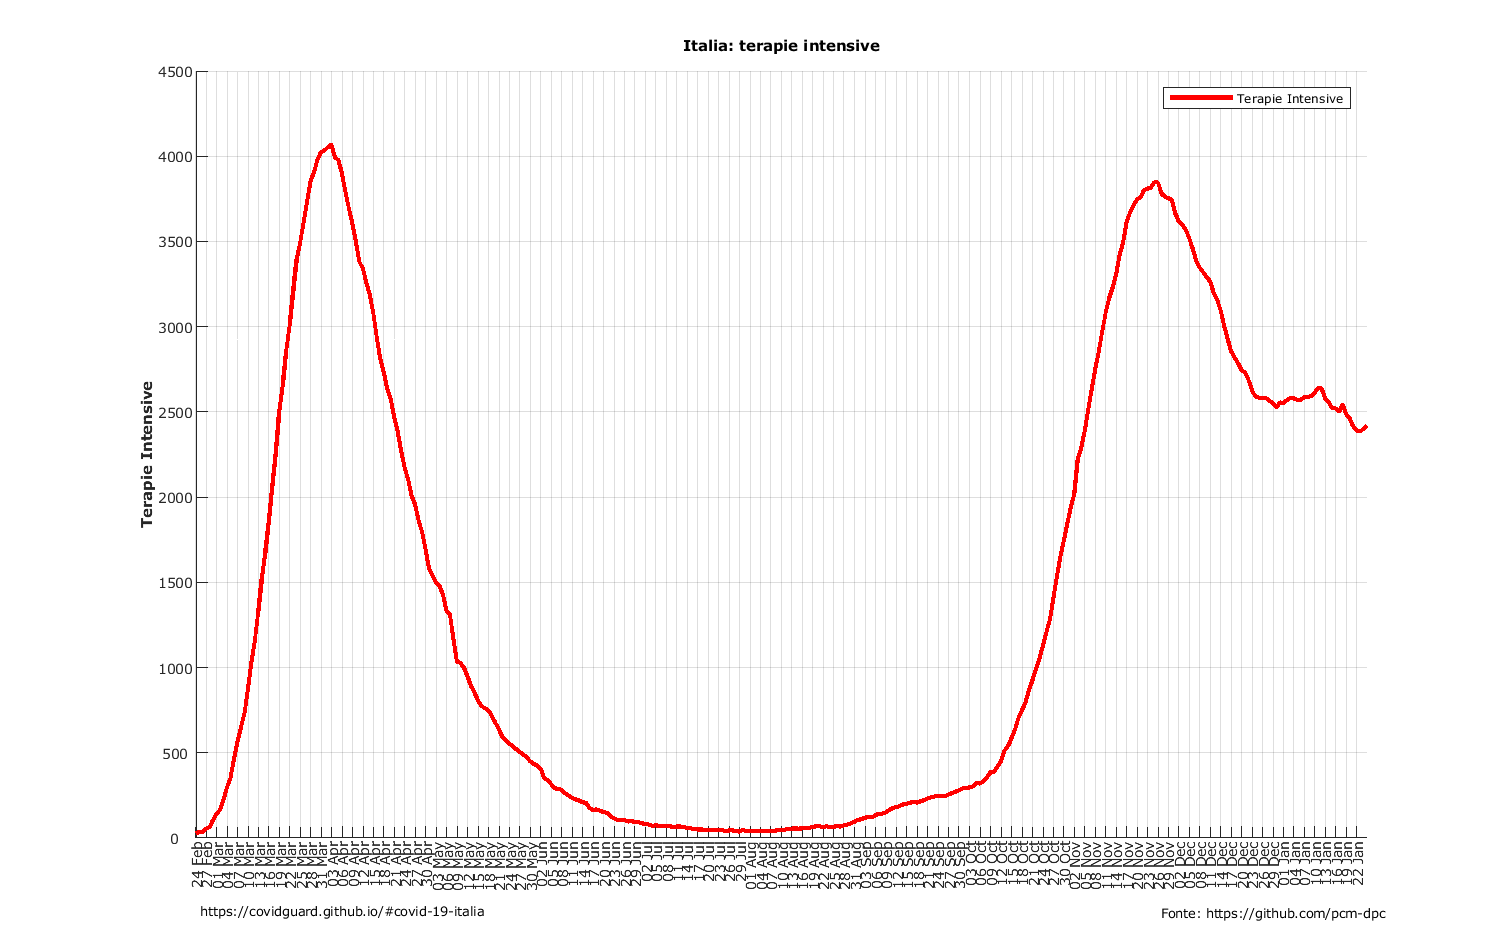 Italia: terapie intensive
Terapie Intensive
4500
4000
3500
3000
2500
2000
1500
1000
500
0
Terapie Intensive
24 Feb
27 Feb
01 Mar
04 Mar
07 Mar
10 Mar
13 Mar
16 Mar
19 Mar
22 Mar
25 Mar
28 Mar
31 Mar
03 Apr
06 Apr
09 Apr
12 Apr
15 Apr
18 Apr
21 Apr
24 Apr
27 Apr
30 Apr
03 May
06 May
09 May
12 May
15 May
18 May
21 May
24 May
27 May
30 May
02 Jun
05 Jun
08 Jun
11 Jun
14 Jun
17 Jun
20 Jun
23 Jun
26 Jun
29 Jun
02 Jul
05 Jul
08 Jul
11 Jul
14 Jul
17 Jul
20 Jul
23 Jul
26 Jul
29 Jul
01 Aug
04 Aug
07 Aug
10 Aug
13 Aug
16 Aug
19 Aug
22 Aug
25 Aug
28 Aug
31 Aug
03 Sep
06 Sep
09 Sep
12 Sep
15 Sep
18 Sep
21 Sep
24 Sep
27 Sep
30 Sep
03 Oct
06 Oct
09 Oct
12 Oct
15 Oct
18 Oct
21 Oct
24 Oct
27 Oct
30 Oct
02 Nov
05 Nov
08 Nov
11 Nov
14 Nov
17 Nov
20 Nov
23 Nov
26 Nov
29 Nov
02 Dec
05 Dec
08 Dec
11 Dec
14 Dec
17 Dec
20 Dec
23 Dec
26 Dec
29 Dec
01 Jan
04 Jan
07 Jan
10 Jan
13 Jan
16 Jan
19 Jan
22 Jan
https://covidguard.github.io/#covid-19-italia
Fonte: https://github.com/pcm-dpc